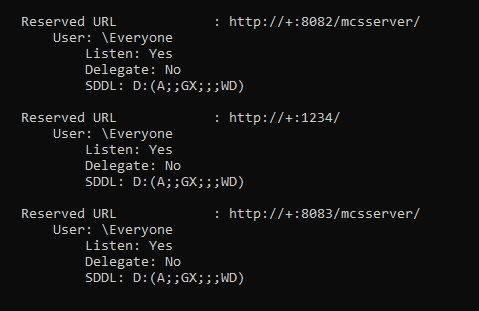 Reserved URL            : http://+:8082/mcsserver/
    User: \Everyone
        Listen: Yes
        Delegate: No
        SDDL: D:(A;;GX;;;WD)
Reserved URL            : http://+:1234/
    User: \Everyone
        Listen: Yes
        Delegate: No
        SDDL: D:(A;;GX;;;WD)
Reserved URL            : http://+:8083/mcsserver/
    User: \Everyone
        Listen: Yes
        Delegate: No
        SDDL: D:(A;;GX;;;WD)